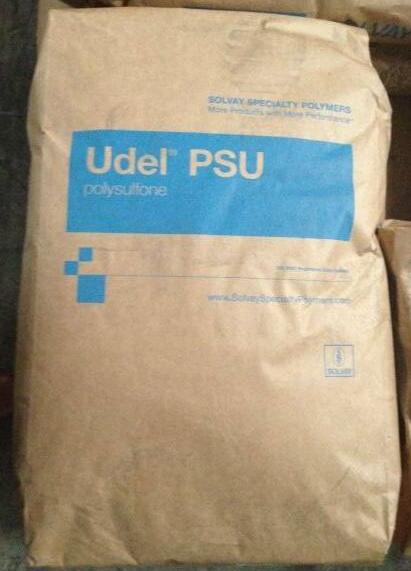 SOLVAY SPECIALTY POLYMERS
More Products with More Performance
Udel® PSU
polysulfone
www.SolvaySpecialtyPolymers.com
SOLVAY